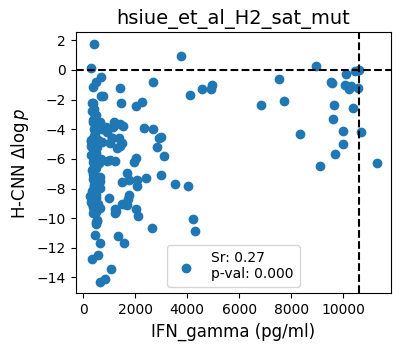 hsiue_et_al_H2_sat_mut
H-CNN Δlog p
2
0
−2
−4
−6
−8
−10
−12
−14
Sr: 0.27
p-val: 0.000
0 2000 4000 6000 8000 10000
IFN_gamma (pg/ml)